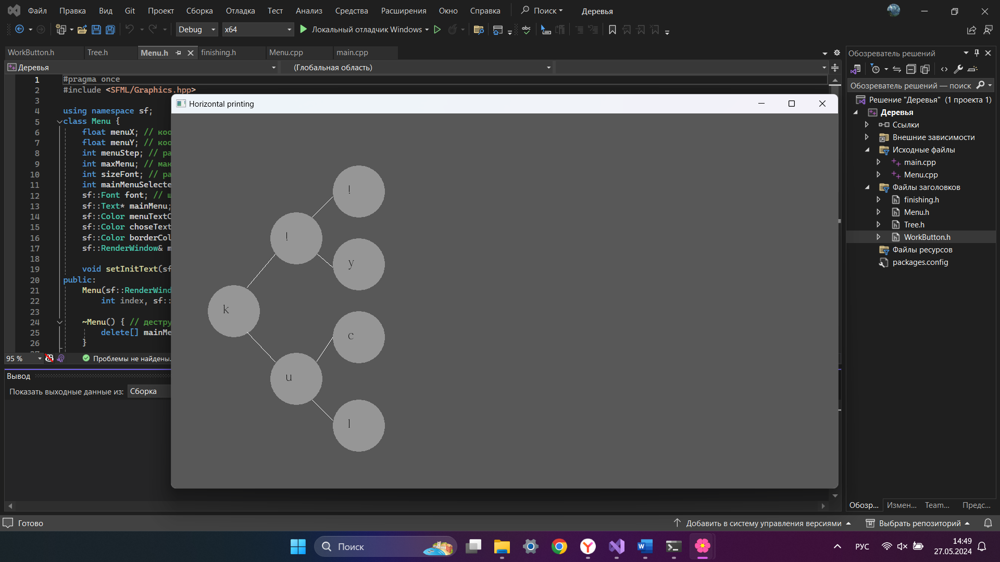 Файл Правка Вид Git Проект Сборка Отладка Тест Анализ Средства Расширения Окно Справка Поиск Деревья
Debug x64 Локальный отладчик Windows abc
WorkButton.h Tree.h Menu.h finishing.h Menu.cpp main.cpp
Деревья (Глобальная область)
1 #pragma once
2 #include <SFML/Graphics.hpp>
3
4 using namespace sf;
5 class Menu {
6 float menuX; // коо
7 float menuY; // коо
8 int menuStep; // ра
9 int maxMenu; // мак
10 int sizeFont; // ра
11 int mainMenuSelecte
12 sf::Font font; // ш
13 sf::Text* mainMenu;
14 sf::Color menuTextC
15 sf::Color choseText
16 sf::Color borderCol
17 sf::RenderWindow& m
18
19 void setInitText(sf
20 public:
21 Menu(sf::RenderWind
22 int index, sf::
23
24 ~Menu() { // дестру
25 delete[] mainMe
26 }
95 % Проблемы не найдены.
Вывод
Показать выходные данные из: Сборка
Horizontal printing
!
!
y
k
c
u
l
Обозреватель решений
Обозреватель решений — поиск
Решение "Деревья" (1 проекта 1)
Деревья
Ссылки
Внешние зависимости
Исходные файлы
main.cpp
Menu.cpp
Файлы заголовков
finishing.h
Menu.h
Tree.h
WorkButton.h
Файлы ресурсов
packages.config
Обозр... Измен... Team... Предс...
Готово Добавить в систему управления версиями Выбрать репозиторий
Поиск РУС 14:49
27.05.2024